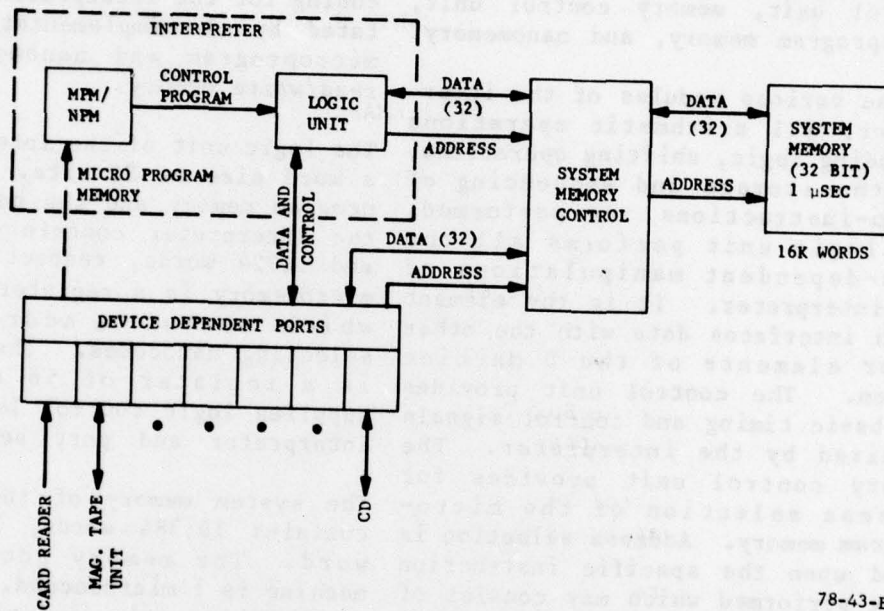 INTERPRETER
MPM/
NPM
CONTROL
PROGRAM
LOGIC
UNIT
MICRO PROGRAM
MEMORY
DATA
(32)
ADDRESS
SYSTEM
MEMORY
CONTROL
DATA
(32)
ADDRESS
SYSTEM
MEMORY
(32 BIT)
1 μSEC
16K WORDS
DATA AND
CONTROL
DATA (32)
ADDRESS
DEVICE DEPENDENT PORTS
CARD READER
MAG. TAPE
UNIT
CD
78-43-